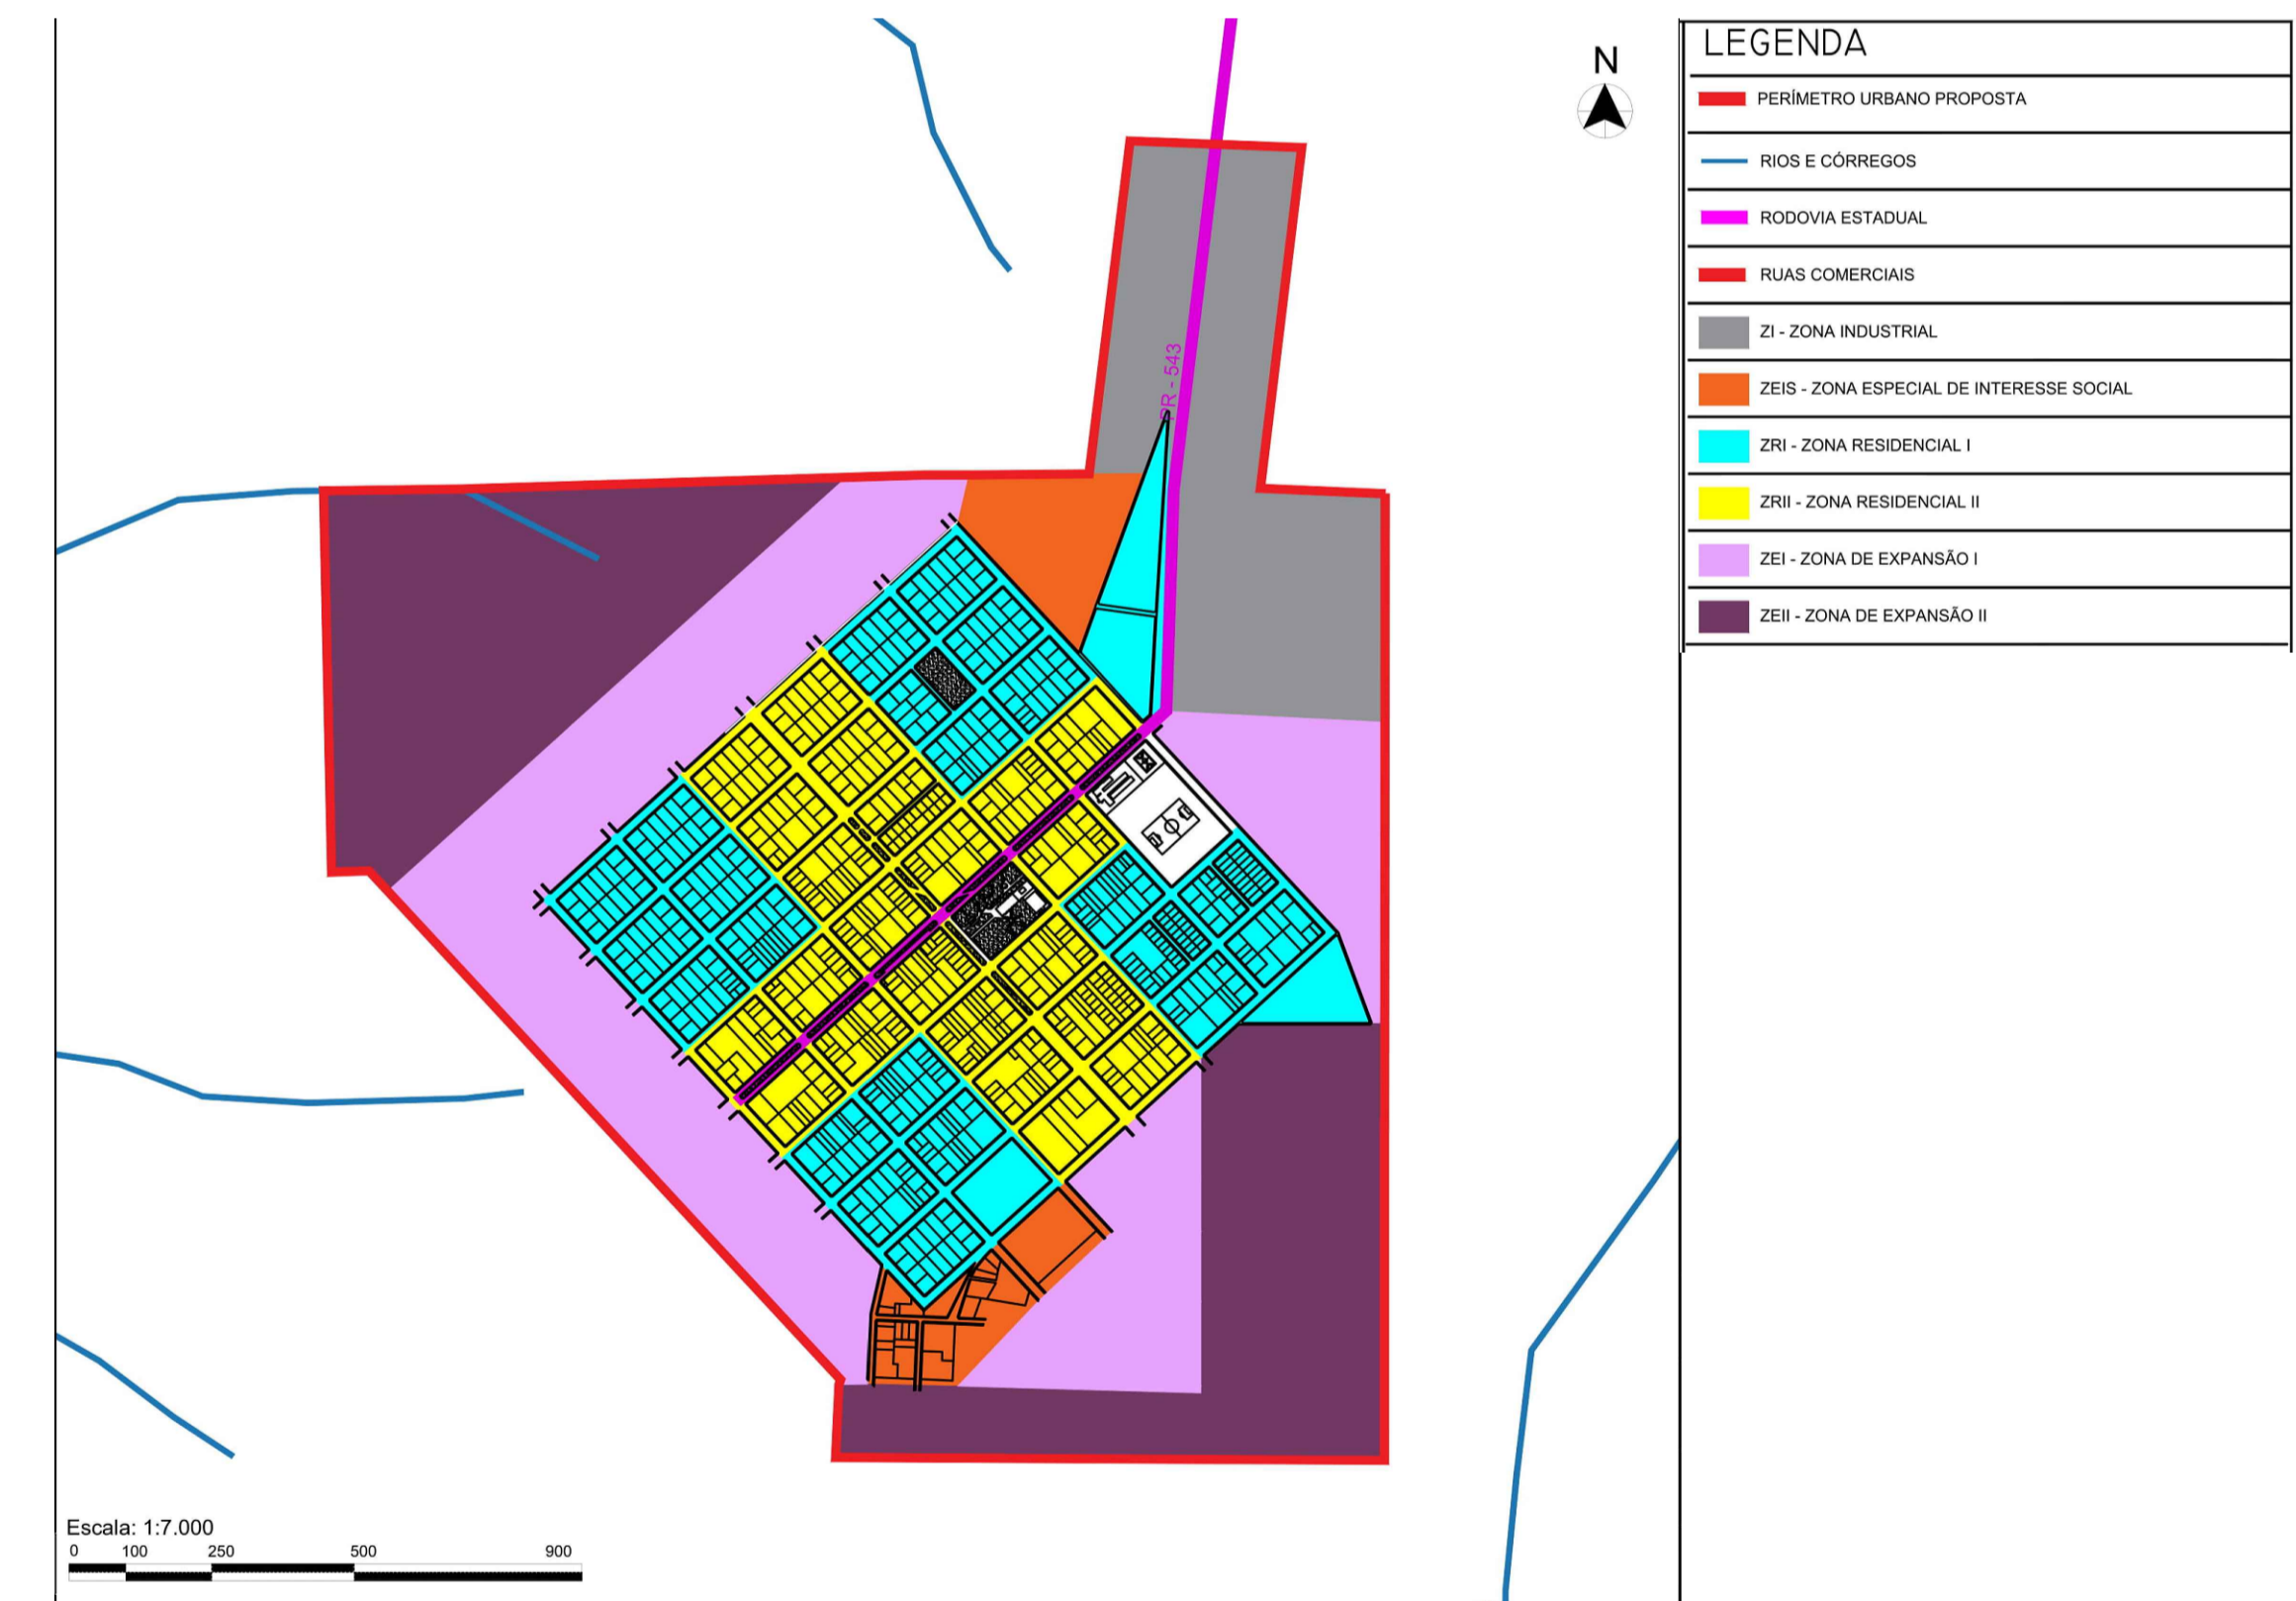 N
PR - 543
LEGENDA
PERÍMETRO URBANO PROPOSTA
RIOS E CÓRREGOS
RODOVIA ESTADUAL
RUAS COMERCIAIS
ZI - ZONA INDUSTRIAL
ZEIS - ZONA ESPECIAL DE INTERESSE SOCIAL
ZRI - ZONA RESIDENCIAL I
ZRII - ZONA RESIDENCIAL II
ZEI - ZONA DE EXPANSÃO I
ZEII - ZONA DE EXPANSÃO II
Escala: 1:7.000
0 100 250 500 900